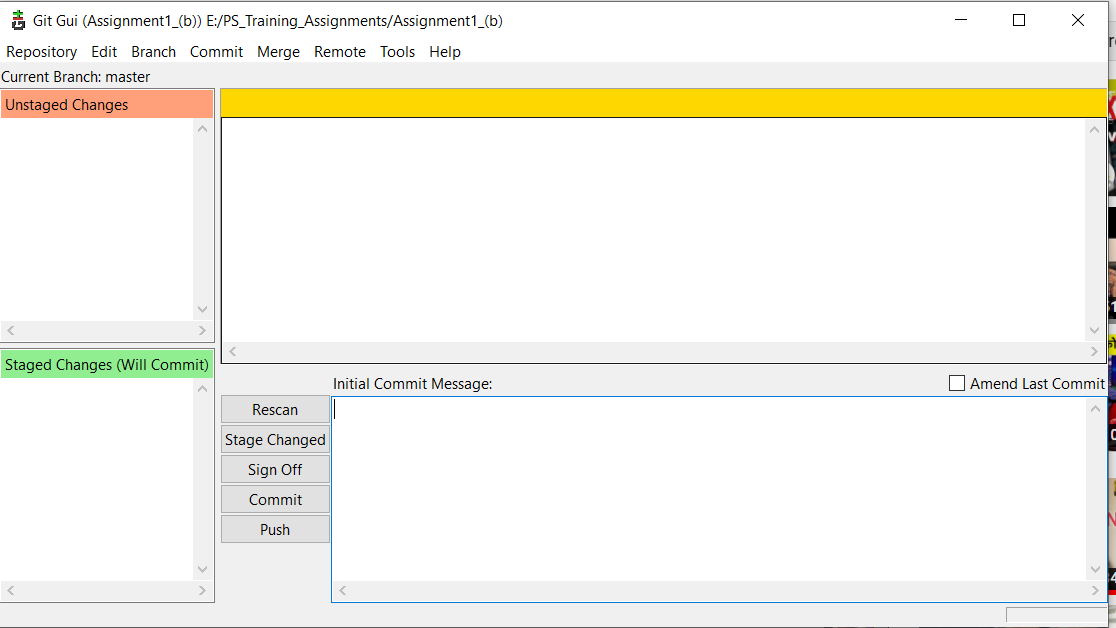 Git Gui (Assignment1_(b)) E:/PS_Training_Assignments/Assignment1_(b)
Repository Edit Branch Commit Merge Remote Tools Help
Current Branch: master
Unstaged Changes
Staged Changes (Will Commit)
Initial Commit Message:
Amend Last Commit
Rescan
Stage Changed
Sign Off
Commit
Push